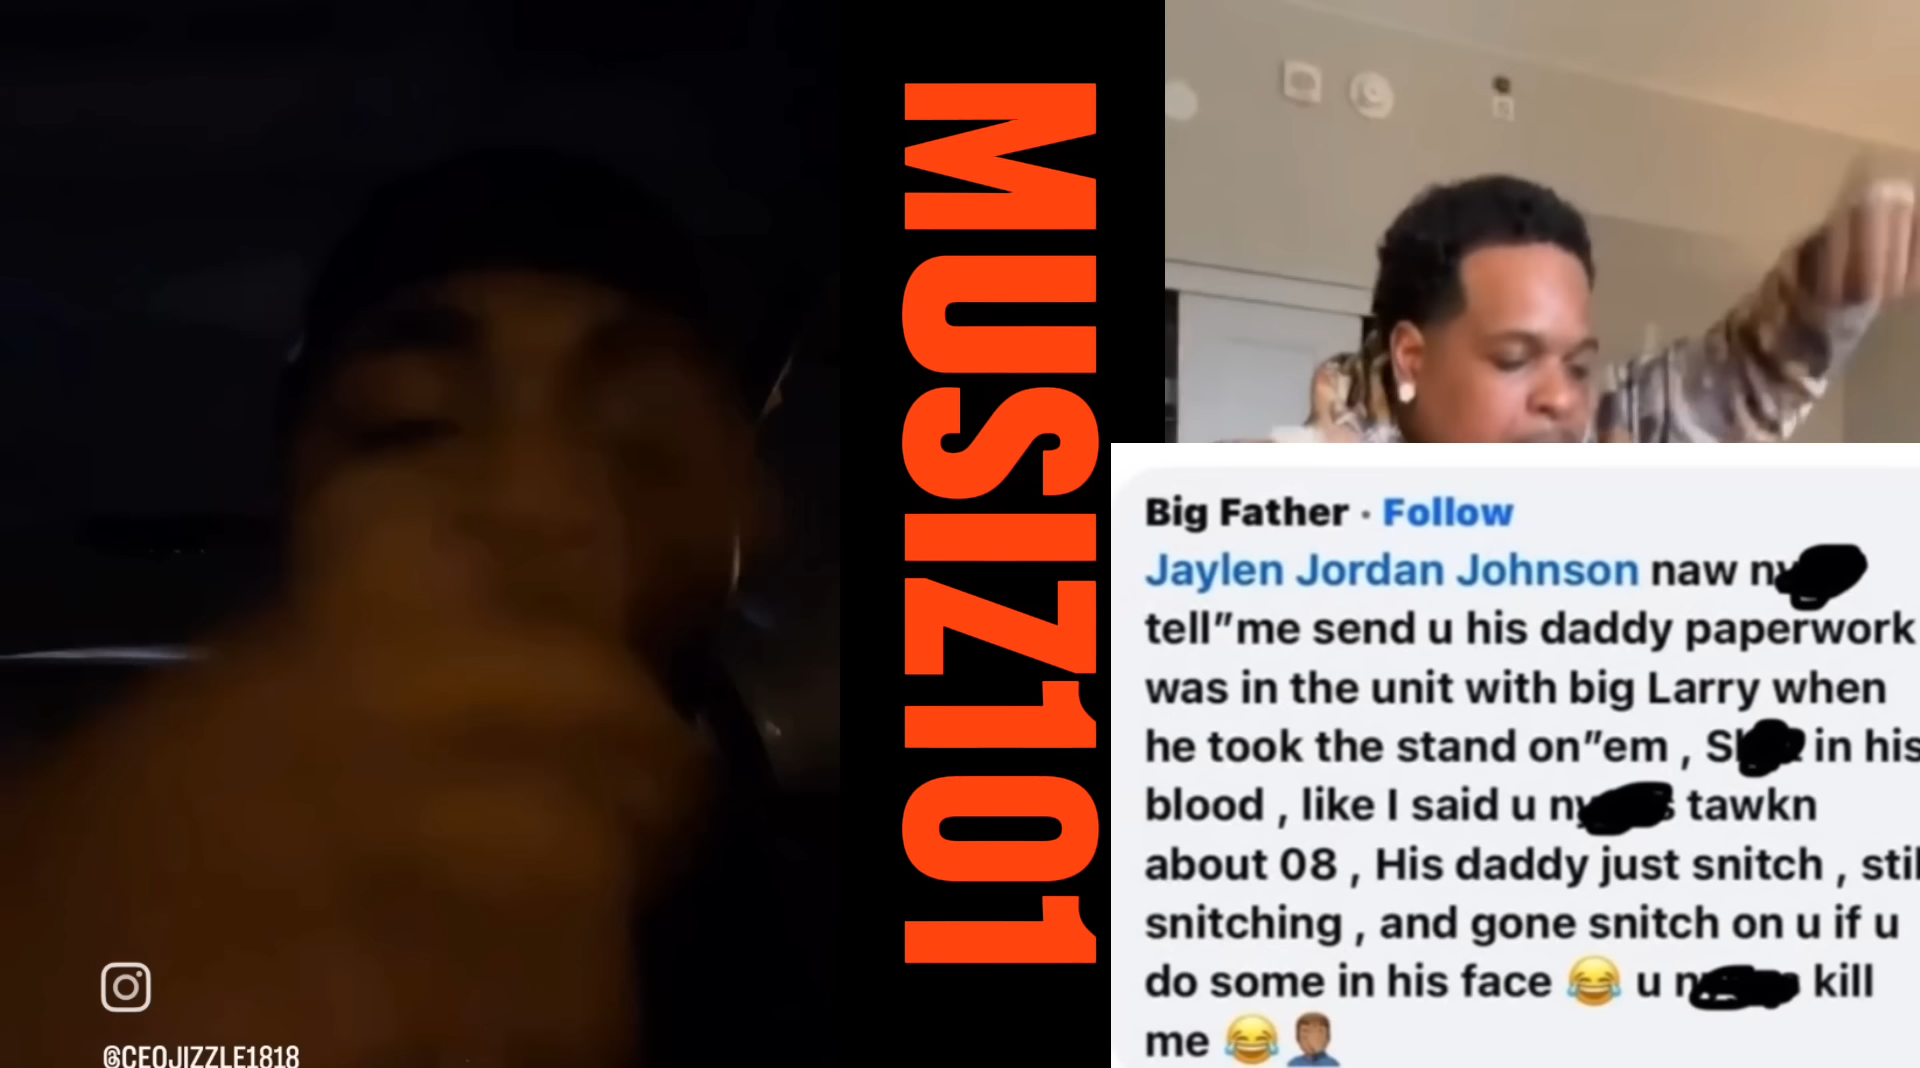 @CEOJIZZLE1818
MUSIZ101
Big Father · Follow
Jaylen Jordan Johnson naw
tell"me send u his daddy paperwork
was in the unit with big Larry when
he took the stand on"em , in his
blood , like I said u tawkn
about 08 , His daddy just snitch ,
snitching , and gone snitch on u if u
do some in his face 😂 u kill
me 😂 🤦🏾‍♂️